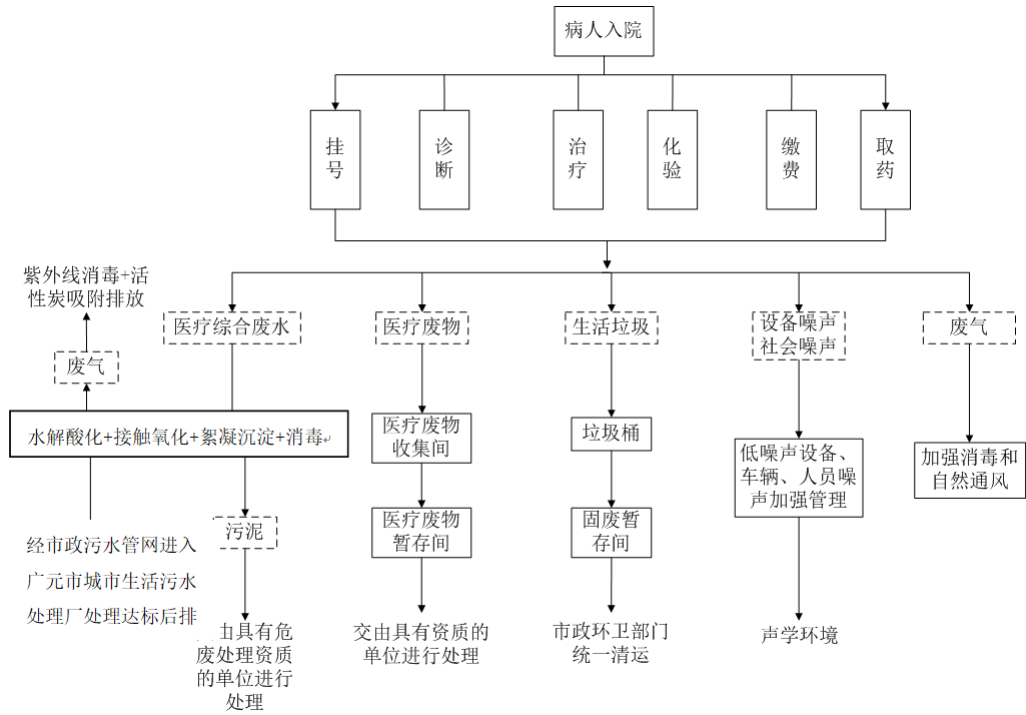 病人入院
挂号
诊断
治疗
化验
缴费
取药
紫外线消毒+活
性炭吸附排放
废气
医疗综合废水
医疗废物
生活垃圾
设备噪声
社会噪声
废气
水解酸化+接触氧化+絮凝沉淀+消毒
医疗废物
收集间
垃圾桶
低噪声设备、
车辆、人员噪
声加强管理
加强消毒和
自然通风
经市政污水管网进入
广元市城市生活污水
处理厂处理达标后排
污泥
医疗废物
暂存间
固废暂
存间
由具有危
废处理资质
的单位进行
处理
交由具有资质的
单位进行处理
市政环卫部门
统一清运
声学环境